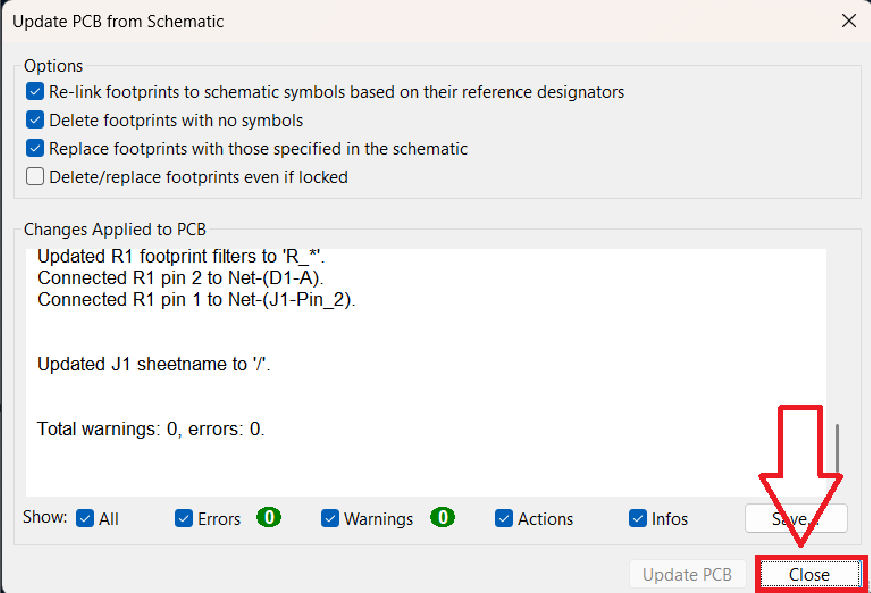 Update PCB from Schematic
Options
Re-link footprints to schematic symbols based on their reference designators
Delete footprints with no symbols
Replace footprints with those specified in the schematic
Delete/replace footprints even if locked
Changes Applied to PCB
Updated R1 footprint filters to 'R_*'.
Connected R1 pin 2 to Net-(D1-A).
Connected R1 pin 1 to Net-(J1-Pin_2).
Updated J1 sheetname to '/'.
Total warnings: 0, errors: 0.
Show: All Errors 0 Warnings 0 Actions Infos Save...
Update PCB Close